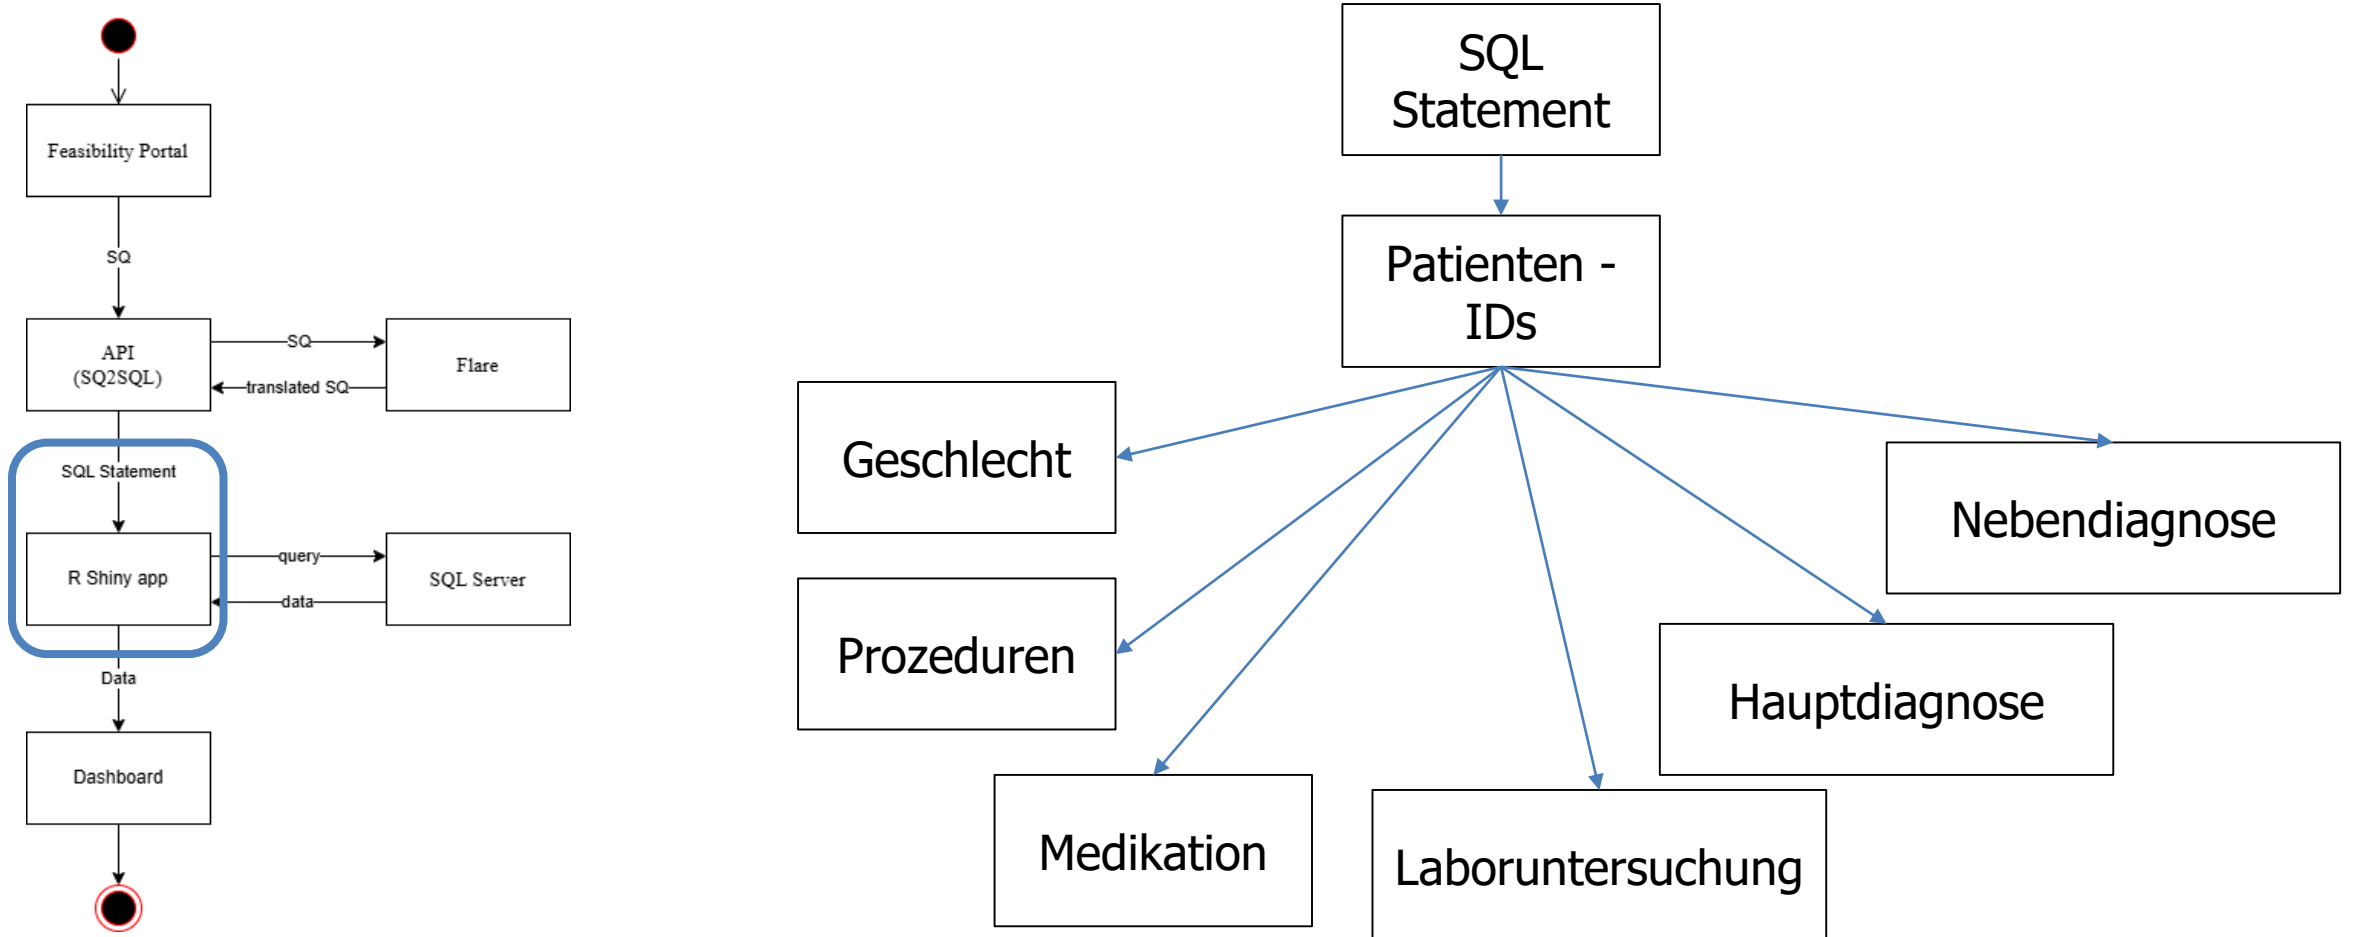 Feasibility Portal
SQ
API
(SQ2SQL)
SQ
translated SQ
Flare
SQL Statement
R Shiny app
query
data
SQL Server
Data
Dashboard
SQL
Statement
Patienten -
IDs
Geschlecht
Prozeduren
Medikation
Laboruntersuchung
Hauptdiagnose
Nebendiagnose